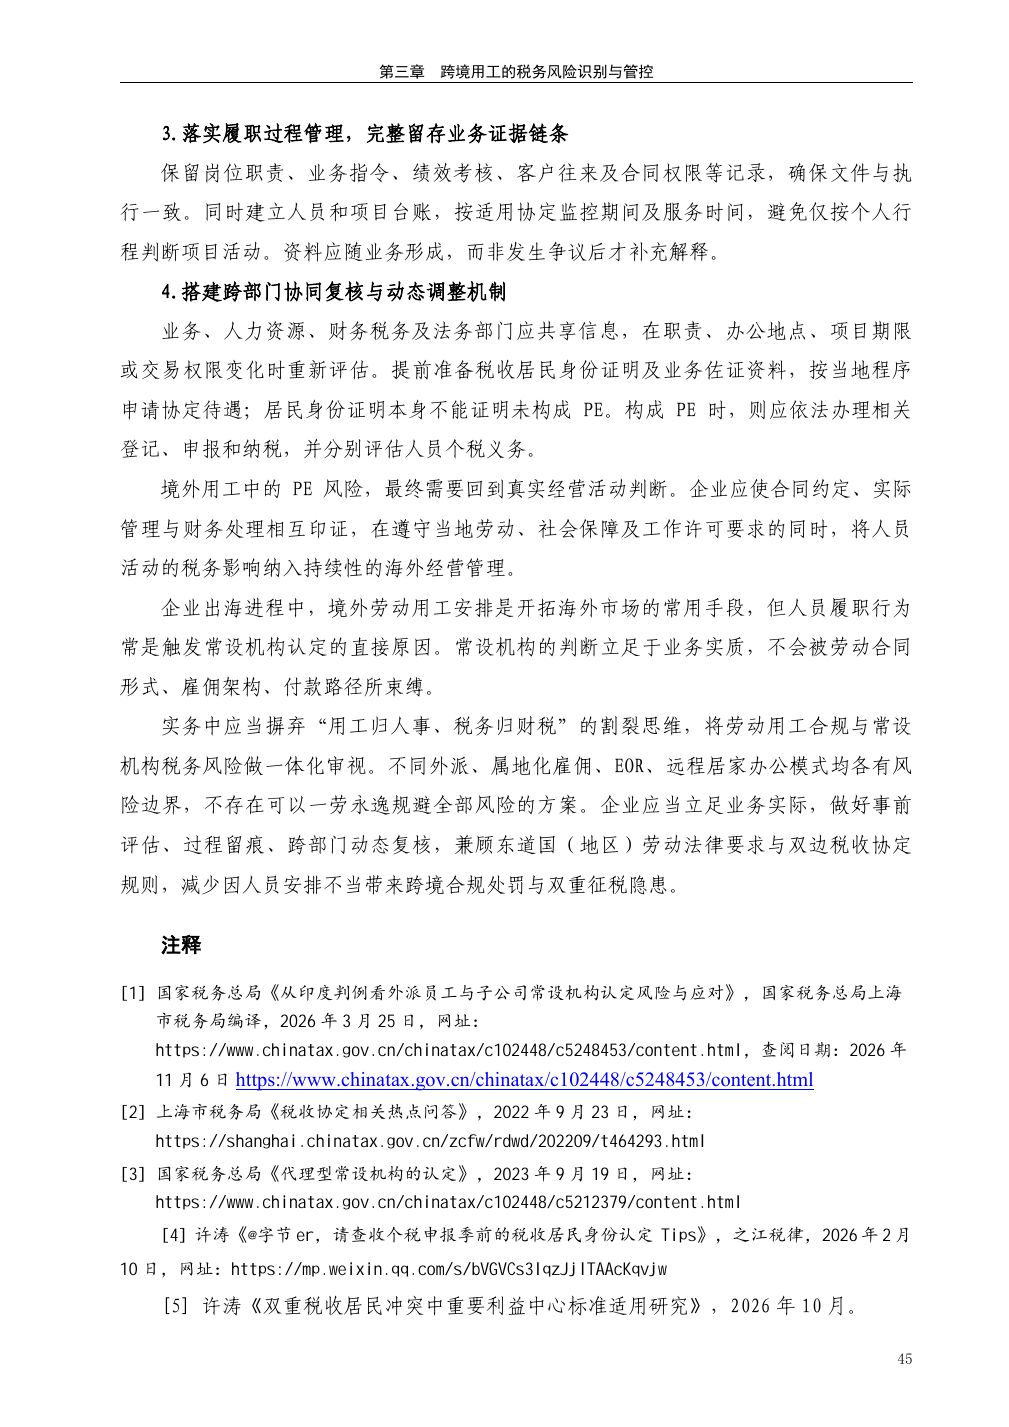 第三章　跨境用工的税务风险识别与管控
3.落实履职过程管理，完整留存业务证据链条
保留岗位职责、业务指令、绩效考核、客户往来及合同权限等记录，确保文件与执
行一致。同时建立人员和项目台账，按适用协定监控期间及服务时间，避免仅按个人行
程判断项目活动。资料应随业务形成，而非发生争议后才补充解释。
4.搭建跨部门协同复核与动态调整机制
业务、人力资源、财务税务及法务部门应共享信息，在职责、办公地点、项目期限
或交易权限变化时重新评估。提前准备税收居民身份证明及业务佐证资料，按当地程序
申请协定待遇；居民身份证明本身不能证明未构成 PE。构成 PE 时，则应依法办理相关
登记、申报和纳税，并分别评估人员个税义务。
境外用工中的 PE 风险，最终需要回到真实经营活动判断。企业应使合同约定、实际
管理与财务处理相互印证，在遵守当地劳动、社会保障及工作许可要求的同时，将人员
活动的税务影响纳入持续性的海外经营管理。
企业出海进程中，境外劳动用工安排是开拓海外市场的常用手段，但人员履职行为
常是触发常设机构认定的直接原因。常设机构的判断立足于业务实质，不会被劳动合同
形式、雇佣架构、付款路径所束缚。
实务中应当摒弃“用工归人事、税务归财税”的割裂思维，将劳动用工合规与常设
机构税务风险做一体化审视。不同外派、属地化雇佣、EOR、远程居家办公模式均各有风
险边界，不存在可以一劳永逸规避全部风险的方案。企业应当立足业务实际，做好事前
评估、过程留痕、跨部门动态复核，兼顾东道国（地区）劳动法律要求与双边税收协定
规则，减少因人员安排不当带来跨境合规处罚与双重征税隐患。
注释
[1] 国家税务总局《从印度判例看外派员工与子公司常设机构认定风险与应对》，国家税务总局上海
市税务局编译，2026 年 3 月 25 日，网址：
https://www.chinatax.gov.cn/chinatax/c102448/c5248453/content.html，查阅日期：2026 年
11 月 6 日 https://www.chinatax.gov.cn/chinatax/c102448/c5248453/content.html
[2] 上海市税务局《税收协定相关热点问答》，2022 年 9 月 23 日，网址：
https://shanghai.chinatax.gov.cn/zcfw/rdwd/202209/t464293.html
[3] 国家税务总局《代理型常设机构的认定》，2023 年 9 月 19 日，网址：
https://www.chinatax.gov.cn/chinatax/c102448/c5212379/content.html
[4] 许涛《@字节 er，请查收个税申报季前的税收居民身份认定 Tips》，之江税律，2026 年 2 月
10 日，网址：https://mp.weixin.qq.com/s/bVGVCs3lqzJjlTAAcKqvjw
[5] 许涛《双重税收居民冲突中重要利益中心标准适用研究》，2026 年 10 月。
45